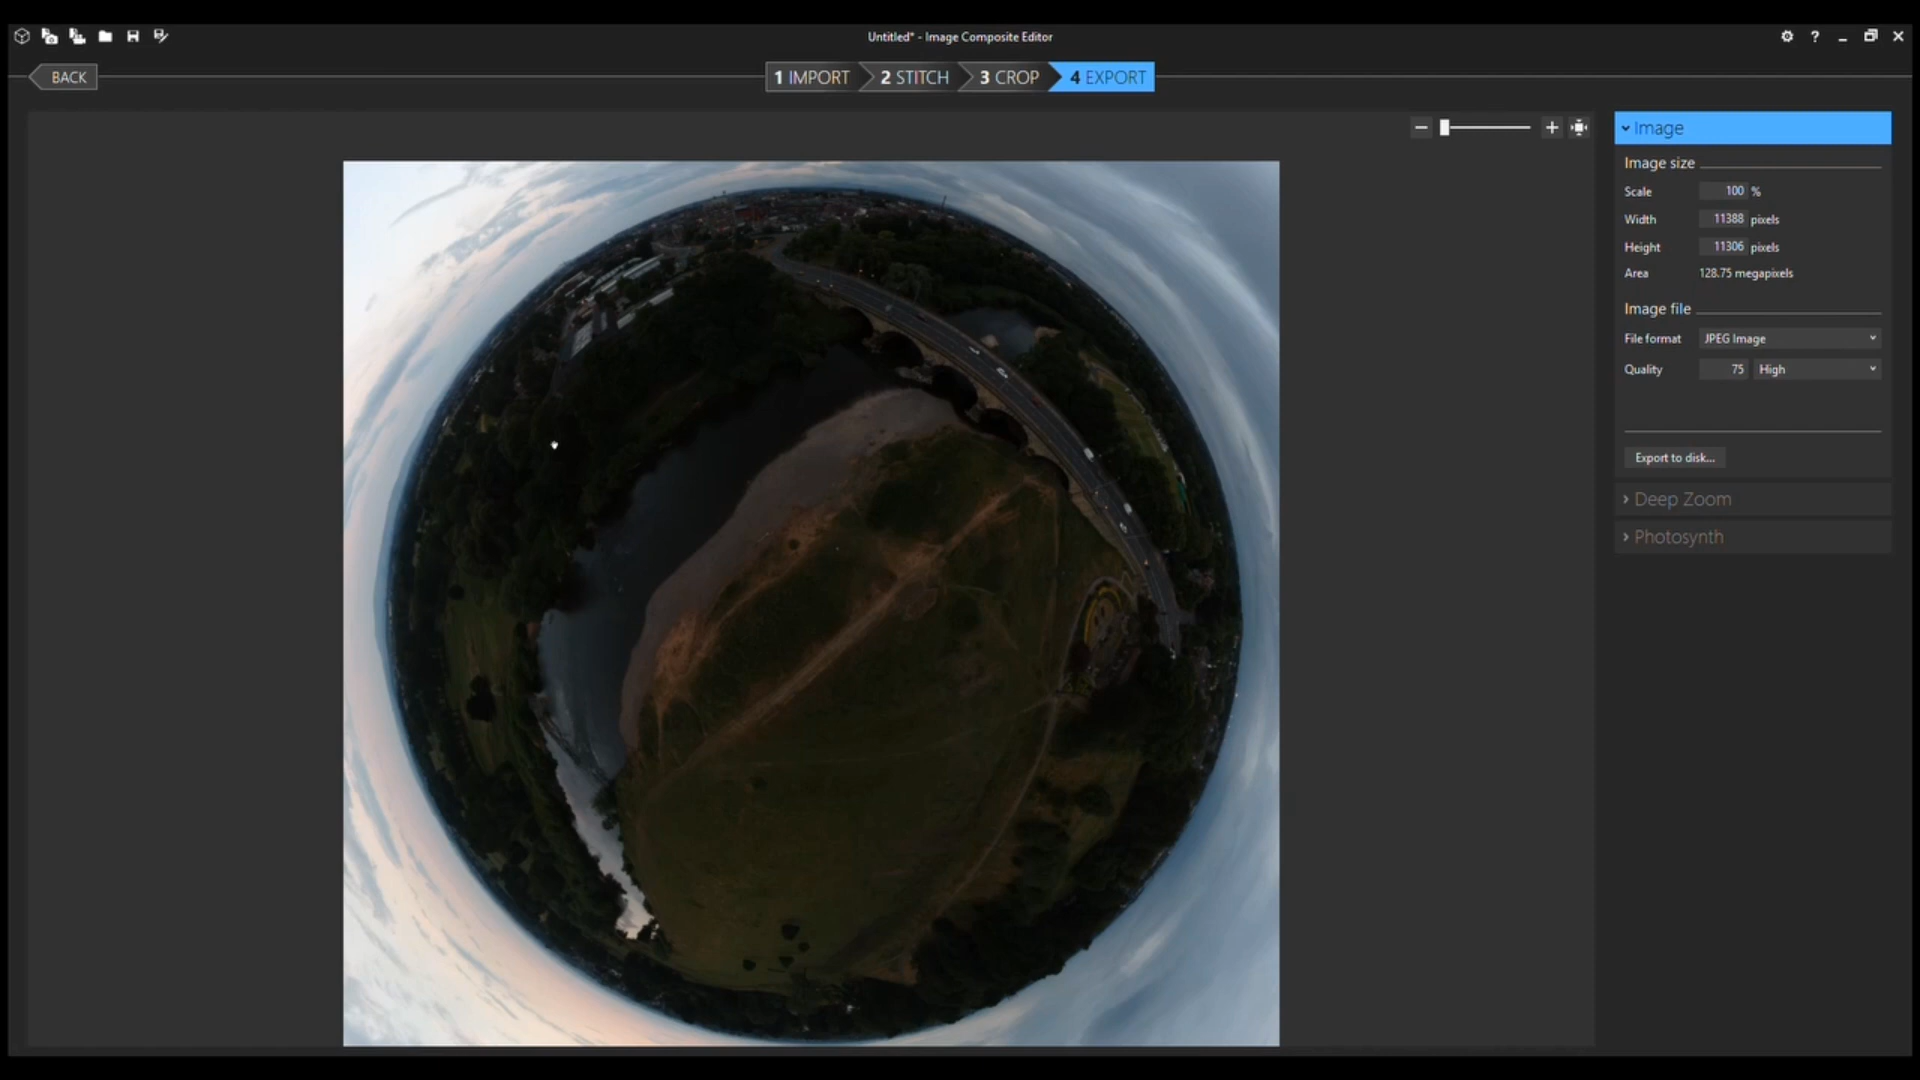 Untitled* - Image Composite Editor
BACK
1 IMPORT
2 STITCH
3 CROP
4 EXPORT
Image
Image size
Scale 100 %
Width 11388 pixels
Height 11306 pixels
Area 128.75 megapixels
Image file
File format JPEG Image
Quality 75 High
Export to disk...
Deep Zoom
Photosynth